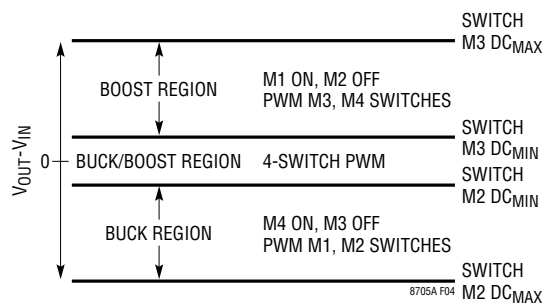 SWITCH
M3 DCMAX
BOOST REGION
M1 ON, M2 OFF
PWM M3, M4 SWITCHES
SWITCH
M3 DCMIN
VOUT-VIN
0
BUCK/BOOST REGION
4-SWITCH PWM
SWITCH
M2 DCMIN
BUCK REGION
M4 ON, M3 OFF
PWM M1, M2 SWITCHES
8705A F04
SWITCH
M2 DCMAX